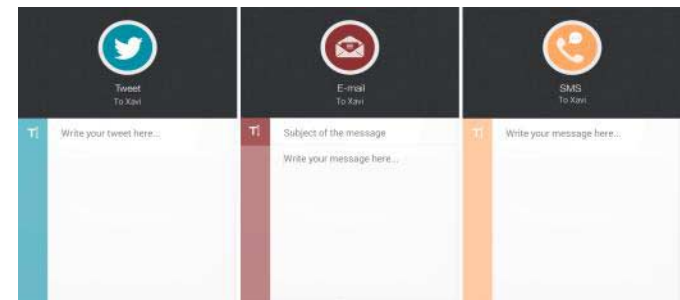 Tweet
To Xavi
T
Write your tweet here...
E-mail
To Xavi
T
Subject of the message
Write your message here...
SMS
To Xavi
T
Write your message here...